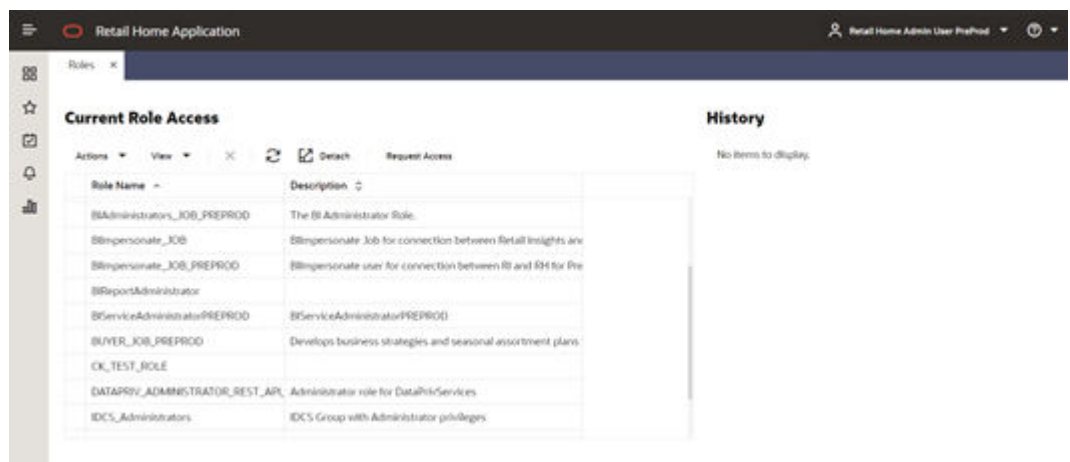 Retail Home Application
Retail Home Admin User PreProd
Roles ×
Current Role Access
Actions View × Detach Request Access
Role Name Description
BIAdministrators_JOB_PREPROD The BI Administrator Role.
BIImpersonate_JOB BIImpersonate Job for connection between Retail Insights and
BIImpersonate_JOB_PREPROD BIImpersonate user for connection between RI and RH for Pre
BIReportAdministrator
BIServiceAdministratorPREPROD BIServiceAdministratorPREPROD
BUYER_JOB_PREPROD Develops business strategies and seasonal assortment plans
CK_TEST_ROLE
DATAPRIV_ADMINISTRATOR_REST_API_ Administrator role for DataPrivServices
IDCS_Administrators IDCS Group with Administrator privileges
History
No items to display.